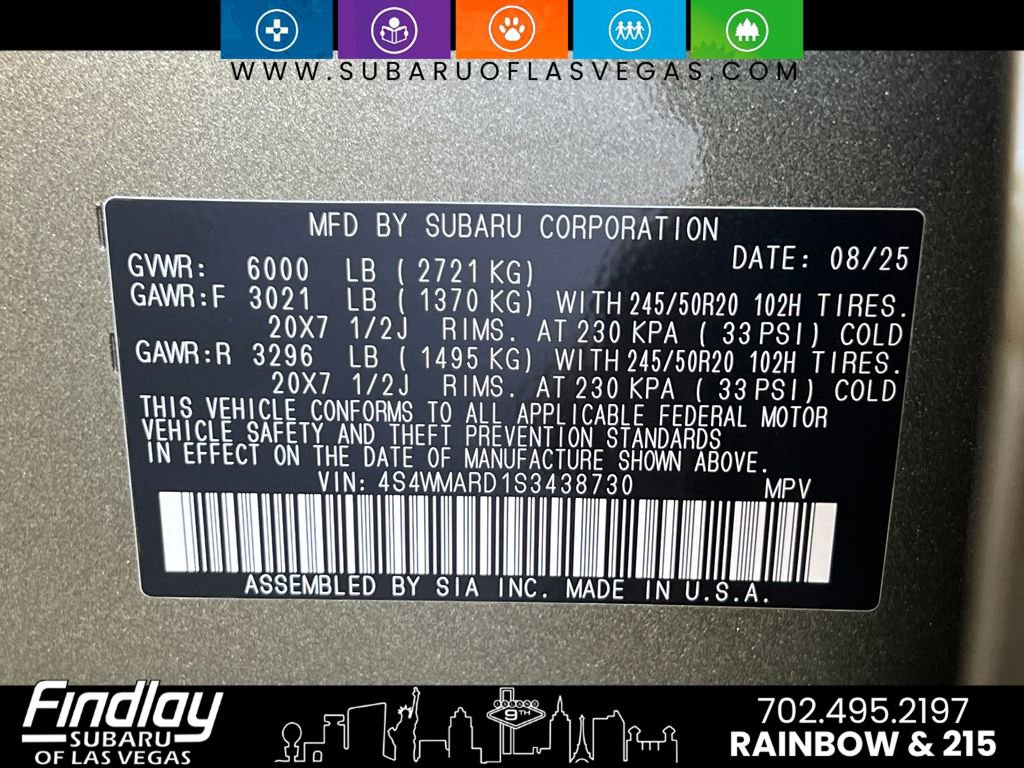 WWW.SUBARUOFLASVEGAS.COM
MFD BY SUBARU CORPORATION
DATE: 08/25
GVWR: 6000 LB ( 2721 KG)
GAWR:F 3021 LB ( 1370 KG) WITH 245/50R20 102H TIRES.
20X7 1/2J RIMS. AT 230 KPA ( 33 PSI) COLD
GAWR:R 3296 LB ( 1495 KG) WITH 245/50R20 102H TIRES.
20X7 1/2J RIMS. AT 230 KPA ( 33 PSI) COLD
THIS VEHICLE CONFORMS TO ALL APPLICABLE FEDERAL MOTOR
VEHICLE SAFETY AND THEFT PREVENTION STANDARDS
IN EFFECT ON THE DATE OF MANUFACTURE SHOWN ABOVE.
VIN: 4S4WMARD1S3438730 MPV
ASSEMBLED BY SIA INC. MADE IN U.S.A.
Findlay
SUBARU
OF LAS VEGAS
9TH
702.495.2197
RAINBOW & 215